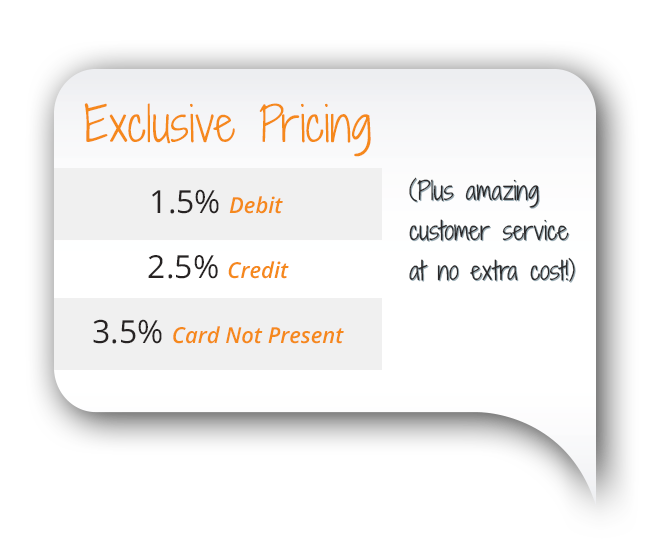 Exclusive Pricing
1.5% Debit
2.5% Credit
3.5% Card Not Present
(Plus amazing
customer service
at no extra cost!)